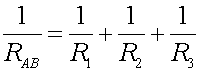 1/R_AB = 1/R_1 + 1/R_2 + 1/R_3